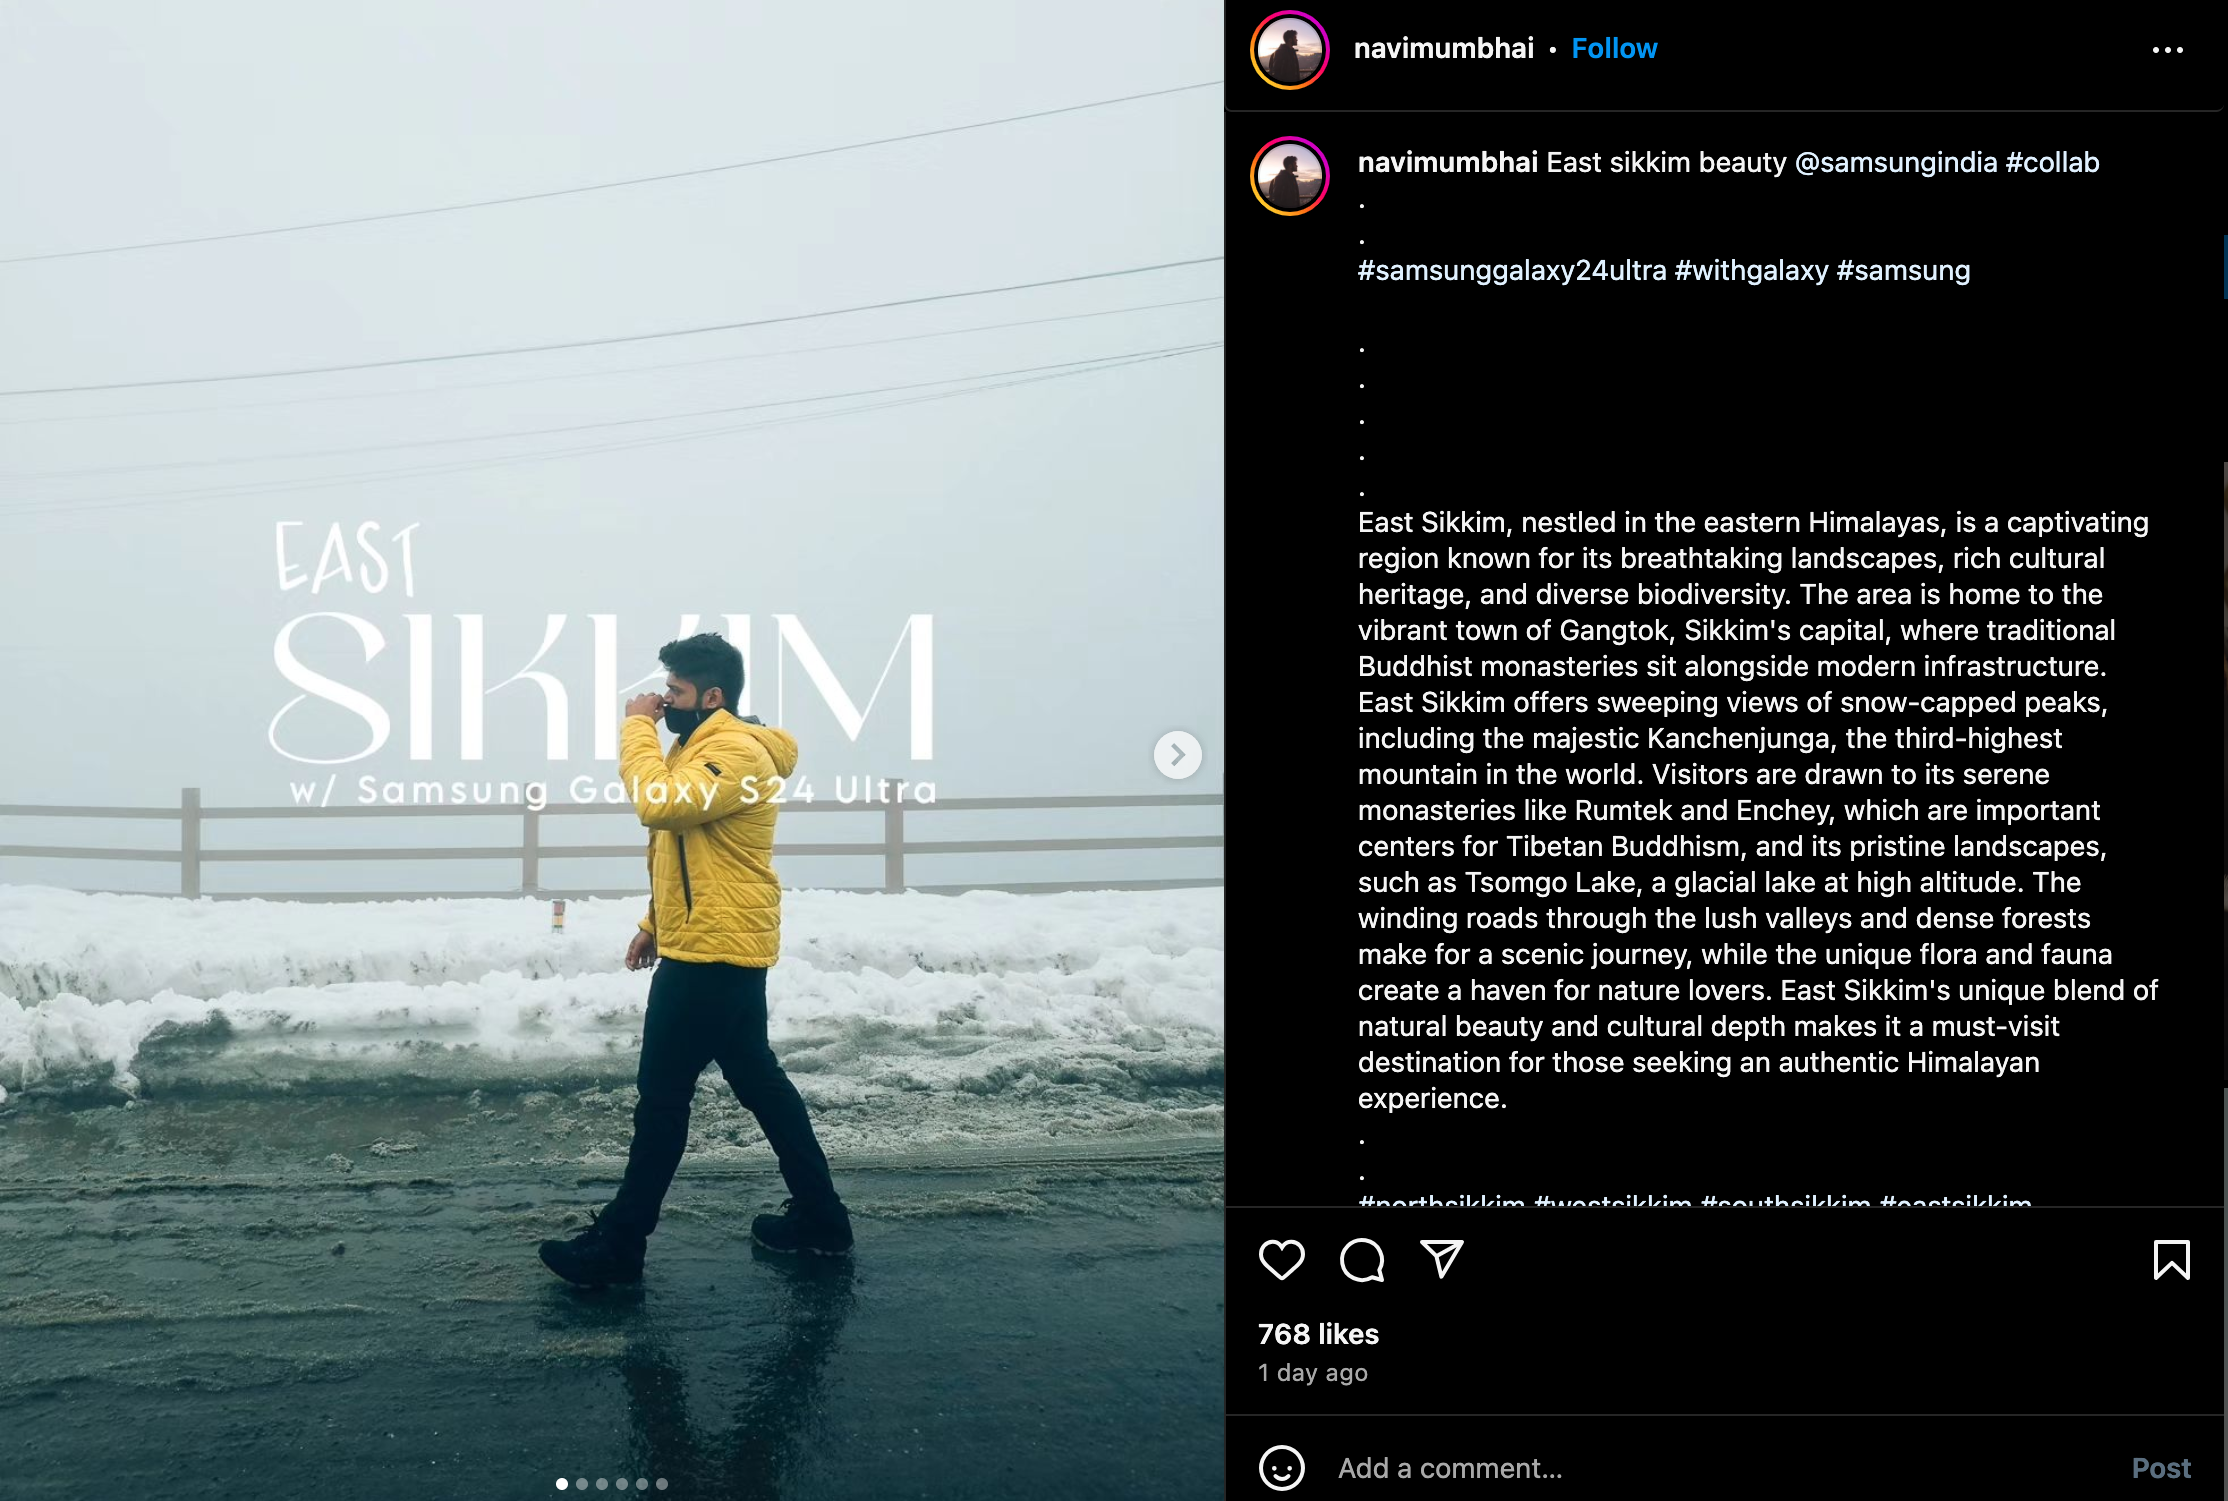 EAST
SIKKIM
w/ Samsung Galaxy S24 Ultra
navimumbhai • Follow
navimumbhai East sikkim beauty @samsungindia #collab
.
.
#samsunggalaxy24ultra #withgalaxy #samsung
.
.
.
.
.
East Sikkim, nestled in the eastern Himalayas, is a captivating
region known for its breathtaking landscapes, rich cultural
heritage, and diverse biodiversity. The area is home to the
vibrant town of Gangtok, Sikkim's capital, where traditional
Buddhist monasteries sit alongside modern infrastructure.
East Sikkim offers sweeping views of snow-capped peaks,
including the majestic Kanchenjunga, the third-highest
mountain in the world. Visitors are drawn to its serene
monasteries like Rumtek and Enchey, which are important
centers for Tibetan Buddhism, and its pristine landscapes,
such as Tsomgo Lake, a glacial lake at high altitude. The
winding roads through the lush valleys and dense forests
make for a scenic journey, while the unique flora and fauna
create a haven for nature lovers. East Sikkim's unique blend of
natural beauty and cultural depth makes it a must-visit
destination for those seeking an authentic Himalayan
experience.
.
.
#northsikkim #westsikkim #southsikkim #eastsikkim
768 likes
1 day ago
Add a comment...
Post